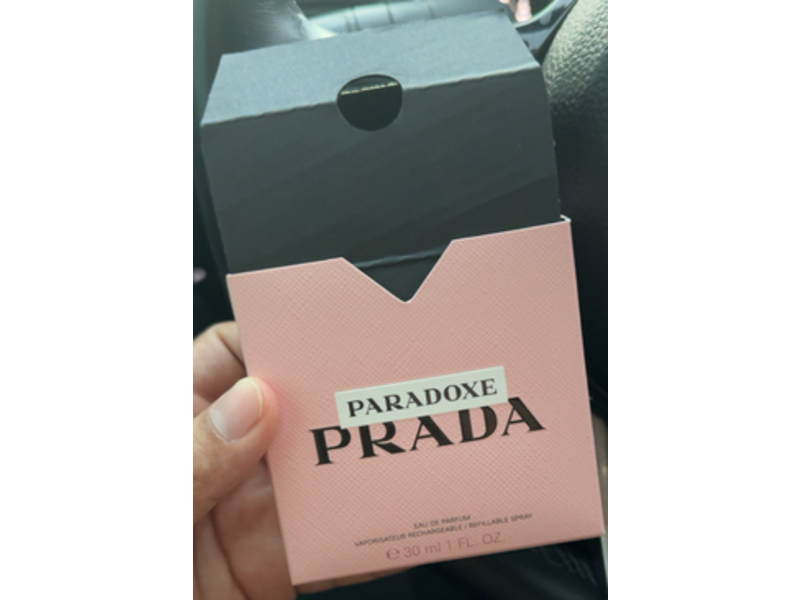 PARADOXE
PRADA
EAU DE PARFUM
VAPORISATEUR RECHARGEABLE / REFILLABLE SPRAY
℮ 30 ml 1 FL. OZ.